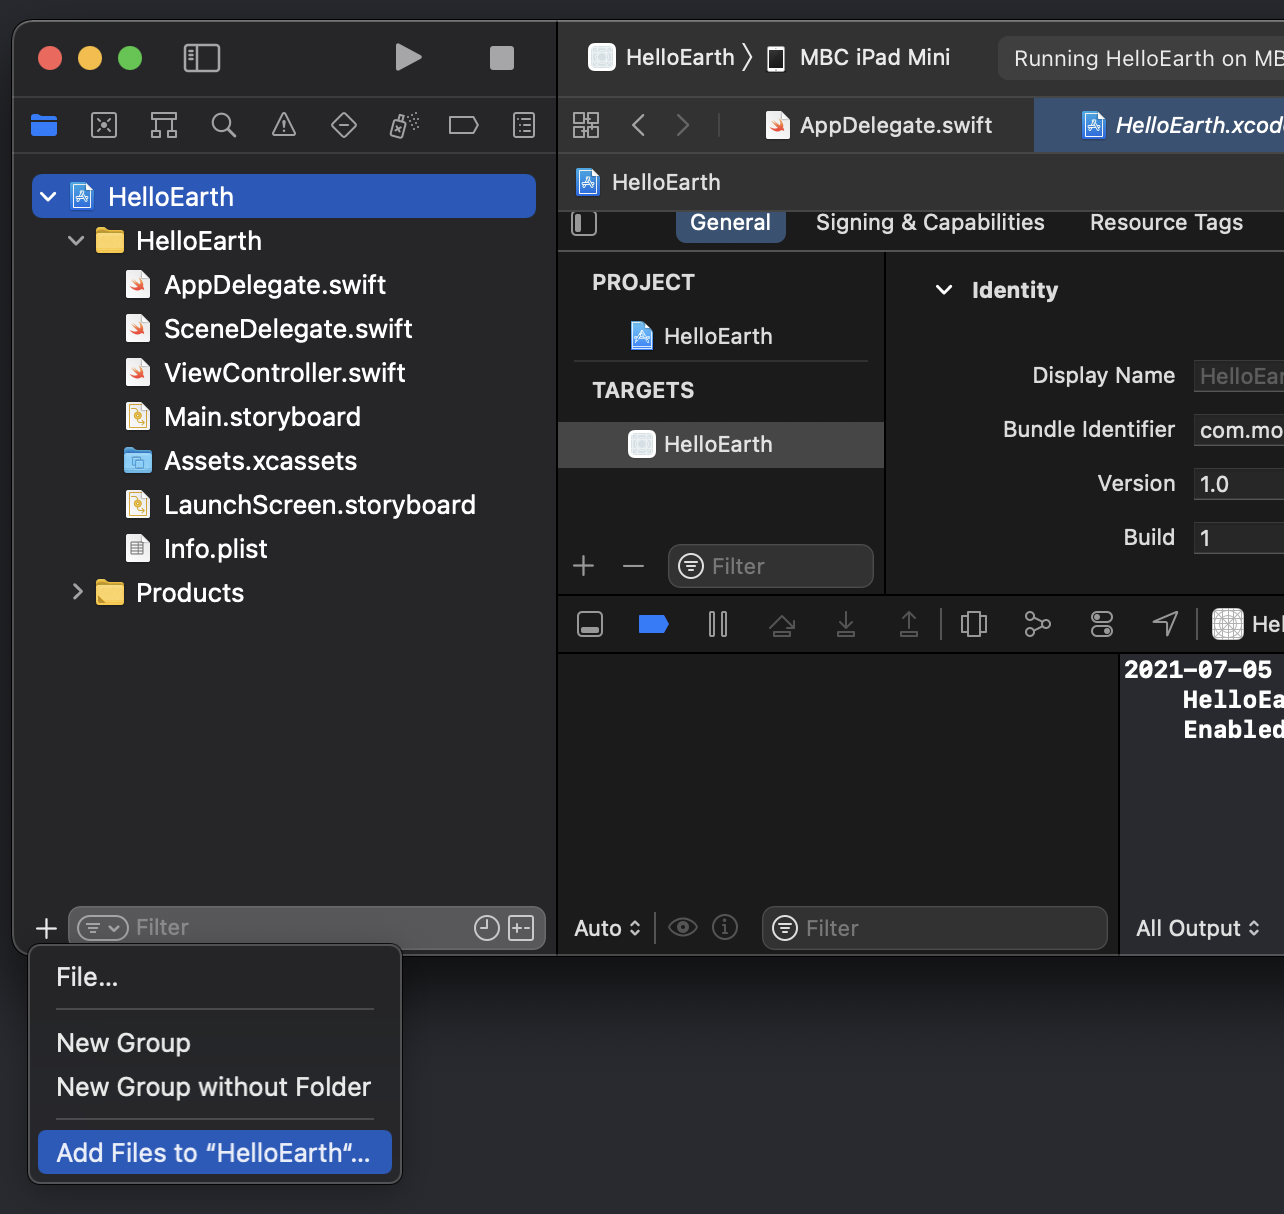 HelloEarth
MBC iPad Mini
Running HelloEarth on MB
AppDelegate.swift
HelloEarth.xcod
HelloEarth
General
Signing & Capabilities
Resource Tags
HelloEarth
HelloEarth
AppDelegate.swift
SceneDelegate.swift
ViewController.swift
Main.storyboard
Assets.xcassets
LaunchScreen.storyboard
Info.plist
Products
PROJECT
HelloEarth
TARGETS
HelloEarth
Filter
Identity
Display Name
HelloEar
Bundle Identifier
com.mo
Version
1.0
Build
1
Hel
2021-07-05
HelloEa
Enabled
Filter
Auto
Filter
All Output
File...
New Group
New Group without Folder
Add Files to “HelloEarth“...